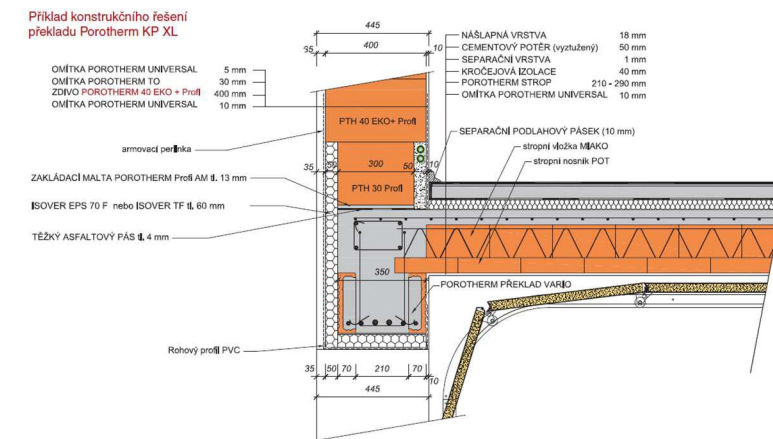 Příklad konstrukčního řešení
překladu Porotherm KP XL
OMÍTKA POROTHERM UNIVERSAL 5 mm
OMÍTKA POROTHERM TO 30 mm
ZDIVO POROTHERM 40 EKO + Profi 400 mm
OMÍTKA POROTHERM UNIVERSAL 10 mm
armovací perlinka
ZAKLÁDACÍ MALTA POROTHERM Profi AM tl. 13 mm
ISOVER EPS 70 F nebo ISOVER TF tl. 60 mm
TĚŽKÝ ASFALTOVÝ PÁS tl. 4 mm
Rohový profil PVC
445
35 400 10
PTH 40 EKO+ Profi
35 50 300 50 10
PTH 30 Profi
350
35 50 70 210 70 10
445
NÁŠLAPNÁ VRSTVA 18 mm
CEMENTOVÝ POTĚR (vyztužený) 50 mm
SEPARAČNÍ VRSTVA 1 mm
KROČEJOVÁ IZOLACE 40 mm
POROTHERM STROP 210 - 290 mm
OMÍTKA POROTHERM UNIVERSAL 10 mm
SEPARAČNÍ PODLAHOVÝ PÁSEK (10 mm)
stropní vložka MIAKO
stropní nosník POT
POROTHERM PŘEKLAD VARIO